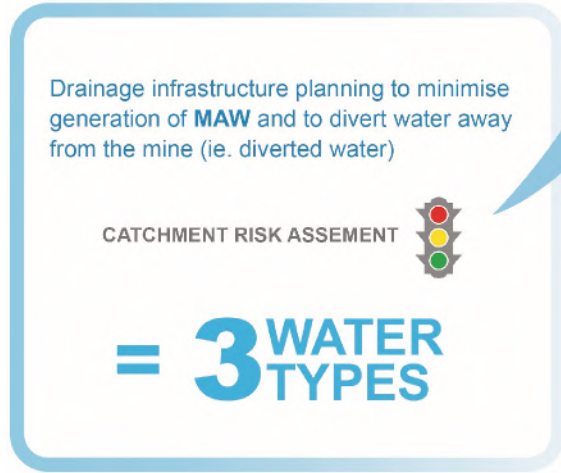 Drainage infrastructure planning to minimise
generation of MAW and to divert water away
from the mine (ie. diverted water)
CATCHMENT RISK ASSEMENT
= 3 WATER
TYPES